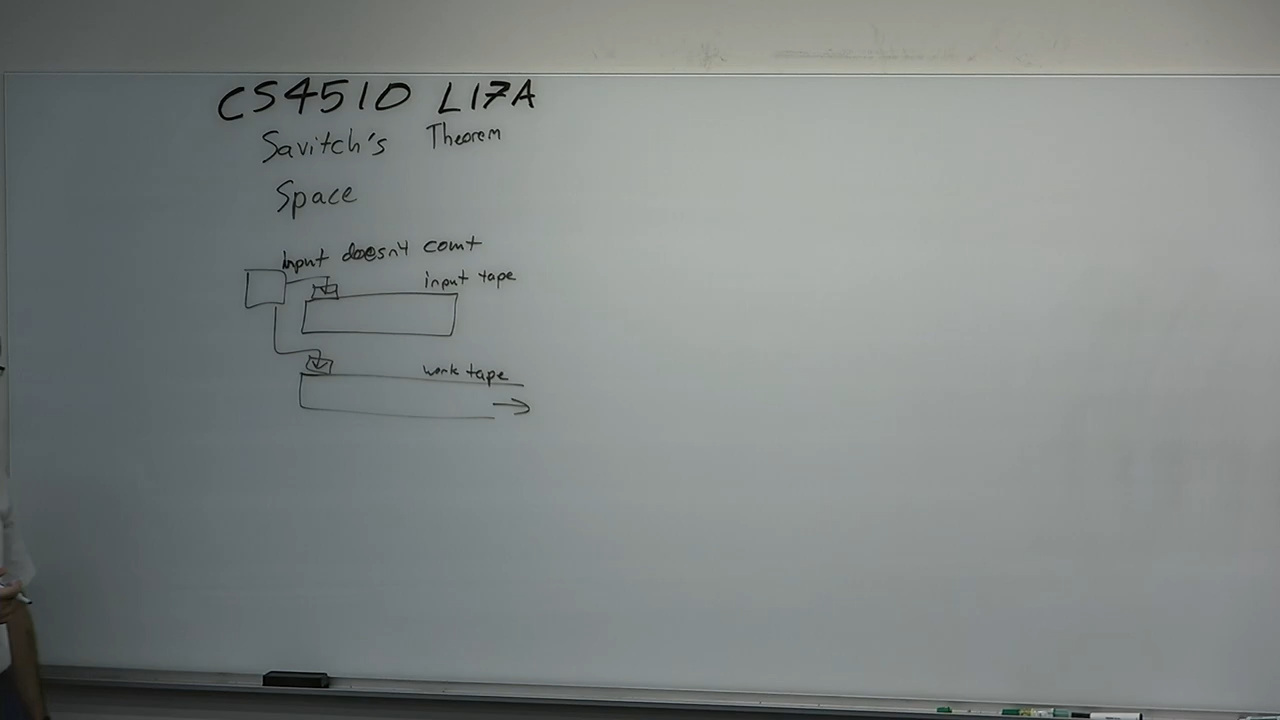 CS4510 L17A
Savitch's Theorem
Space
input doesn't count
input tape
work tape